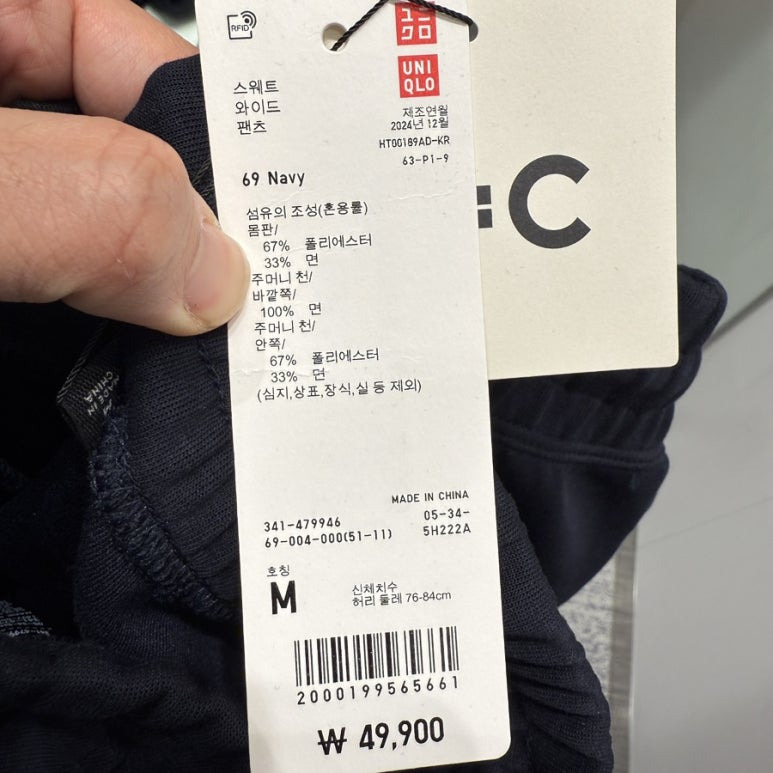 RFID
ユニ
クロ
UNI
QLO
스웨트
와이드
팬츠
제조연월
2024년 12월
HT00189AD-KR
63-P1-9
69 Navy
섬유의 조성(혼용률)
몸판/
67% 폴리에스터
33% 면
주머니 천/
바깥쪽/
100% 면
주머니 천/
안쪽/
67% 폴리에스터
33% 면
(심지,상표,장식,실 등 제외)
MADE IN CHINA
341-479946
05-34-
69-004-000(51-11)
5H222A
호칭
M
신체치수
허리 둘레 76-84cm
2000199565661
₩ 49,900
:C
MADE IN
CHINA